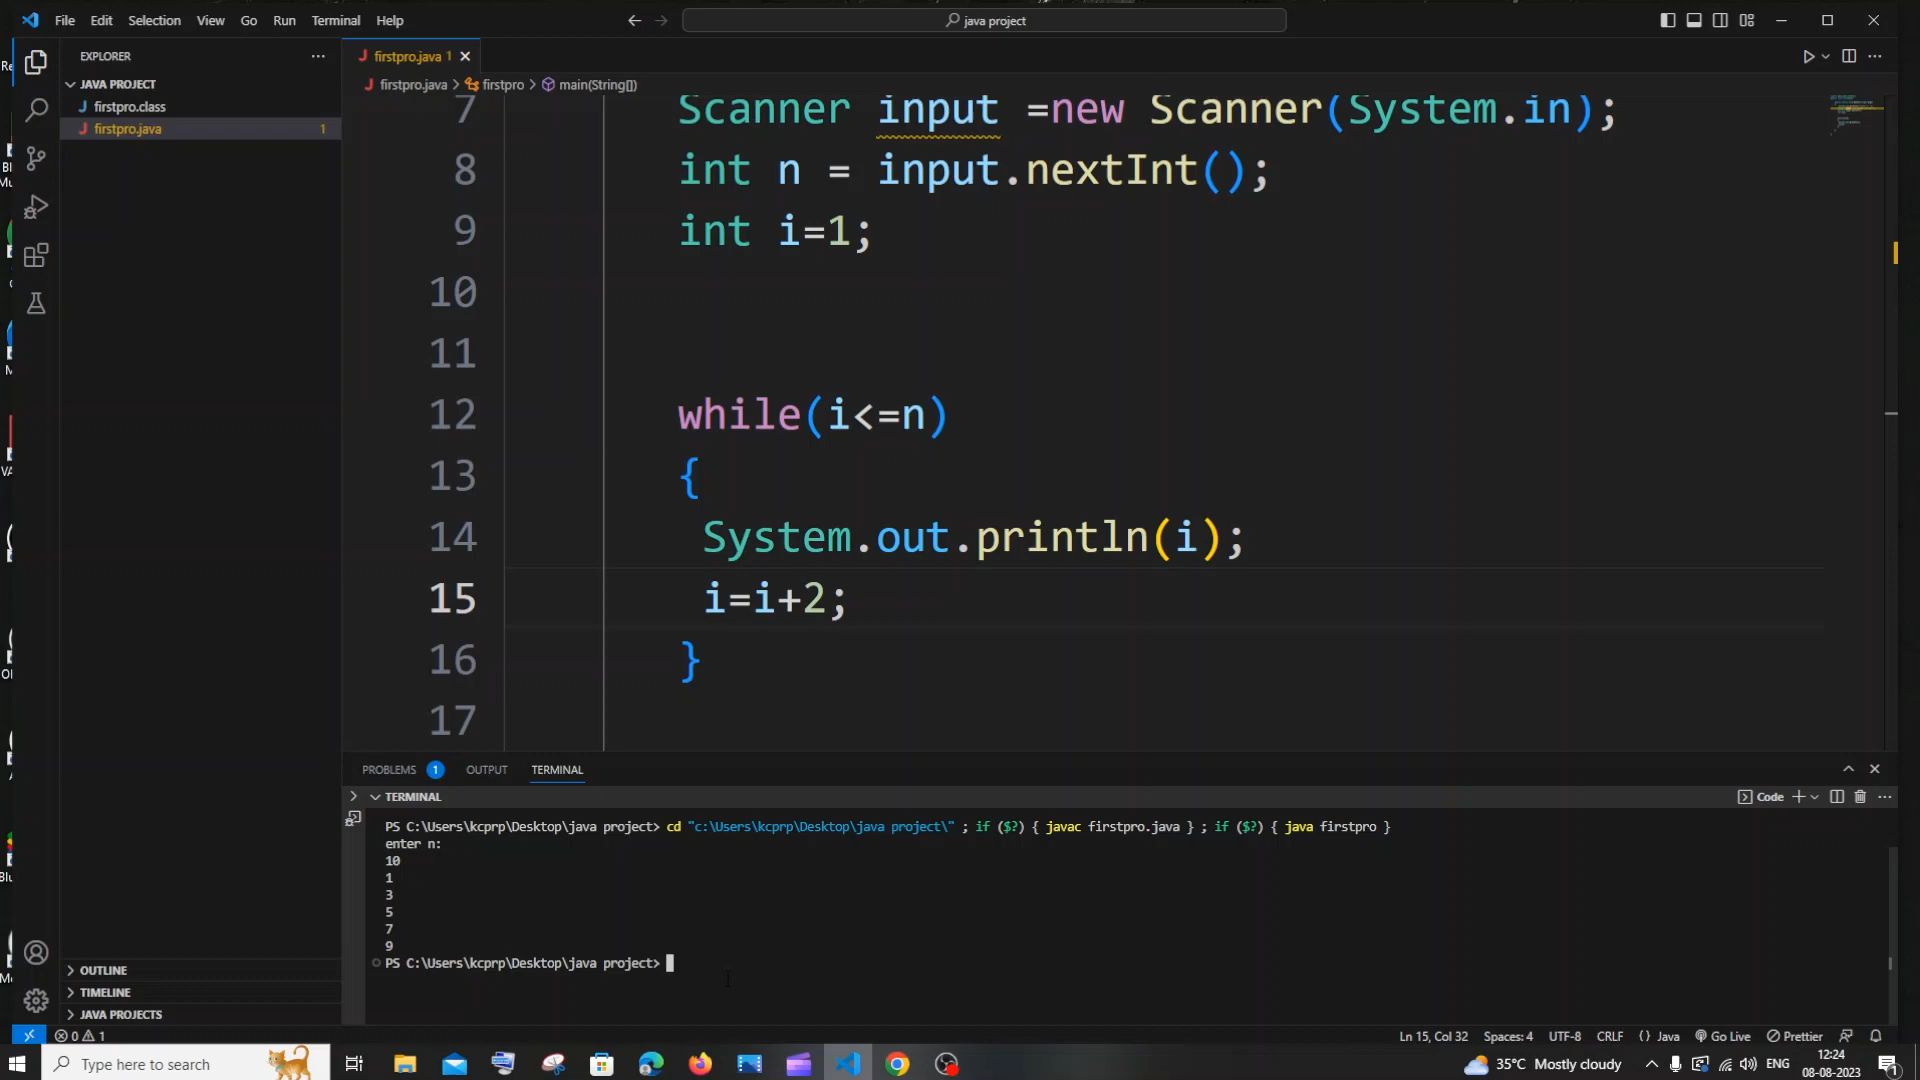 File Edit Selection View Go Run Terminal Help
java project
EXPLORER
JAVA PROJECT
firstpro.class
firstpro.java 1
firstpro.java 1
firstpro.java > firstpro > main(String[])
7 Scanner input =new Scanner(System.in);
8 int n = input.nextInt();
9 int i=1;
10
11
12 while(i<=n)
13 {
14 System.out.println(i);
15 i=i+2;
16 }
17
PROBLEMS 1 OUTPUT TERMINAL
TERMINAL
Code
PS C:\Users\kcprp\Desktop\java project> cd "c:\Users\kcprp\Desktop\java project\" ; if ($?) { javac firstpro.java } ; if ($?) { java firstpro }
enter n:
10
1
3
5
7
9
PS C:\Users\kcprp\Desktop\java project>
OUTLINE
TIMELINE
JAVA PROJECTS
0 1
Ln 15, Col 32 Spaces: 4 UTF-8 CRLF {} Java Go Live Prettier
Type here to search
35°C Mostly cloudy
ENG
12:24
08-08-2023
1